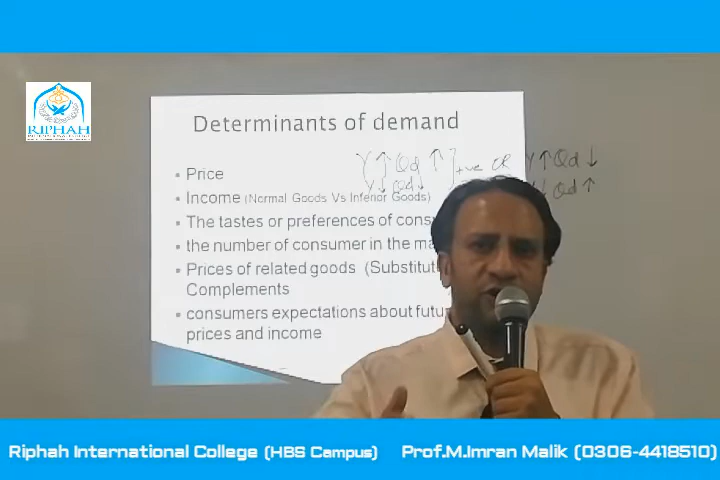 RIPHAH
Determinants of demand
Y↑ Qd ↑ ] +ve OR Y↑ Qd ↓
Y↓ Qd↓ Qd ↑
• Price
• Income (Normal Goods Vs Inferior Goods)
• The tastes or preferences of cons
• the number of consumer in the ma
• Prices of related goods (Substitut
Complements
• consumers expectations about futu
prices and income
Riphah International College (HBS Campus) Prof.M.Imran Malik (0306-4418510)